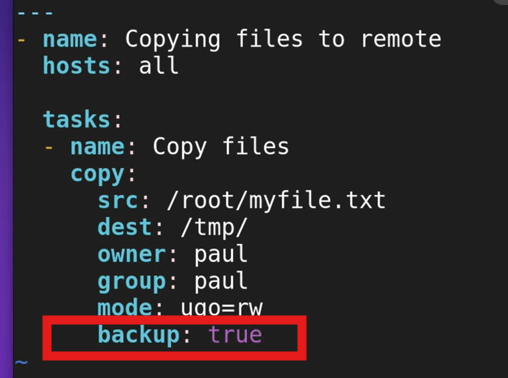 ---
- name: Copying files to remote
  hosts: all

  tasks:
  - name: Copy files
    copy:
      src: /root/myfile.txt
      dest: /tmp/
      owner: paul
      group: paul
      mode: ugo=rw
      backup: true
~